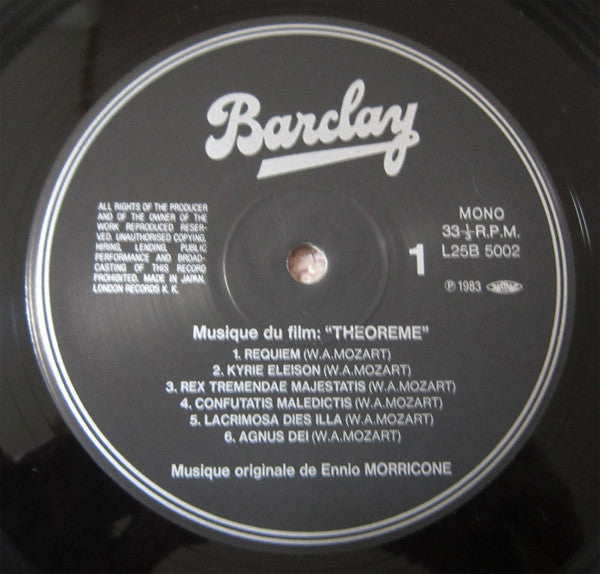 Barclay
ALL RIGHTS OF THE PRODUCER
AND OF THE OWNER OF THE
WORK REPRODUCED RESER-
VED. UNAUTHORISED COPYING,
HIRING, LENDING, PUBLIC
PERFORMANCE AND BROAD-
CASTING OF THIS RECORD
PROHIBITED. MADE IN JAPAN.
LONDON RECORDS K. K.
MONO
33⅓ R.P.M.
L25B 5002
1
Ⓟ 1983
Musique du film: "THEOREME"
1. REQUIEM (W.A.MOZART)
2. KYRIE ELEISON (W.A.MOZART)
3. REX TREMENDAE MAJESTATIS (W.A.MOZART)
4. CONFUTATIS MALEDICTIS (W.A.MOZART)
5. LACRIMOSA DIES ILLA (W.A.MOZART)
6. AGNUS DEI (W.A.MOZART)
Musique originale de Ennio MORRICONE